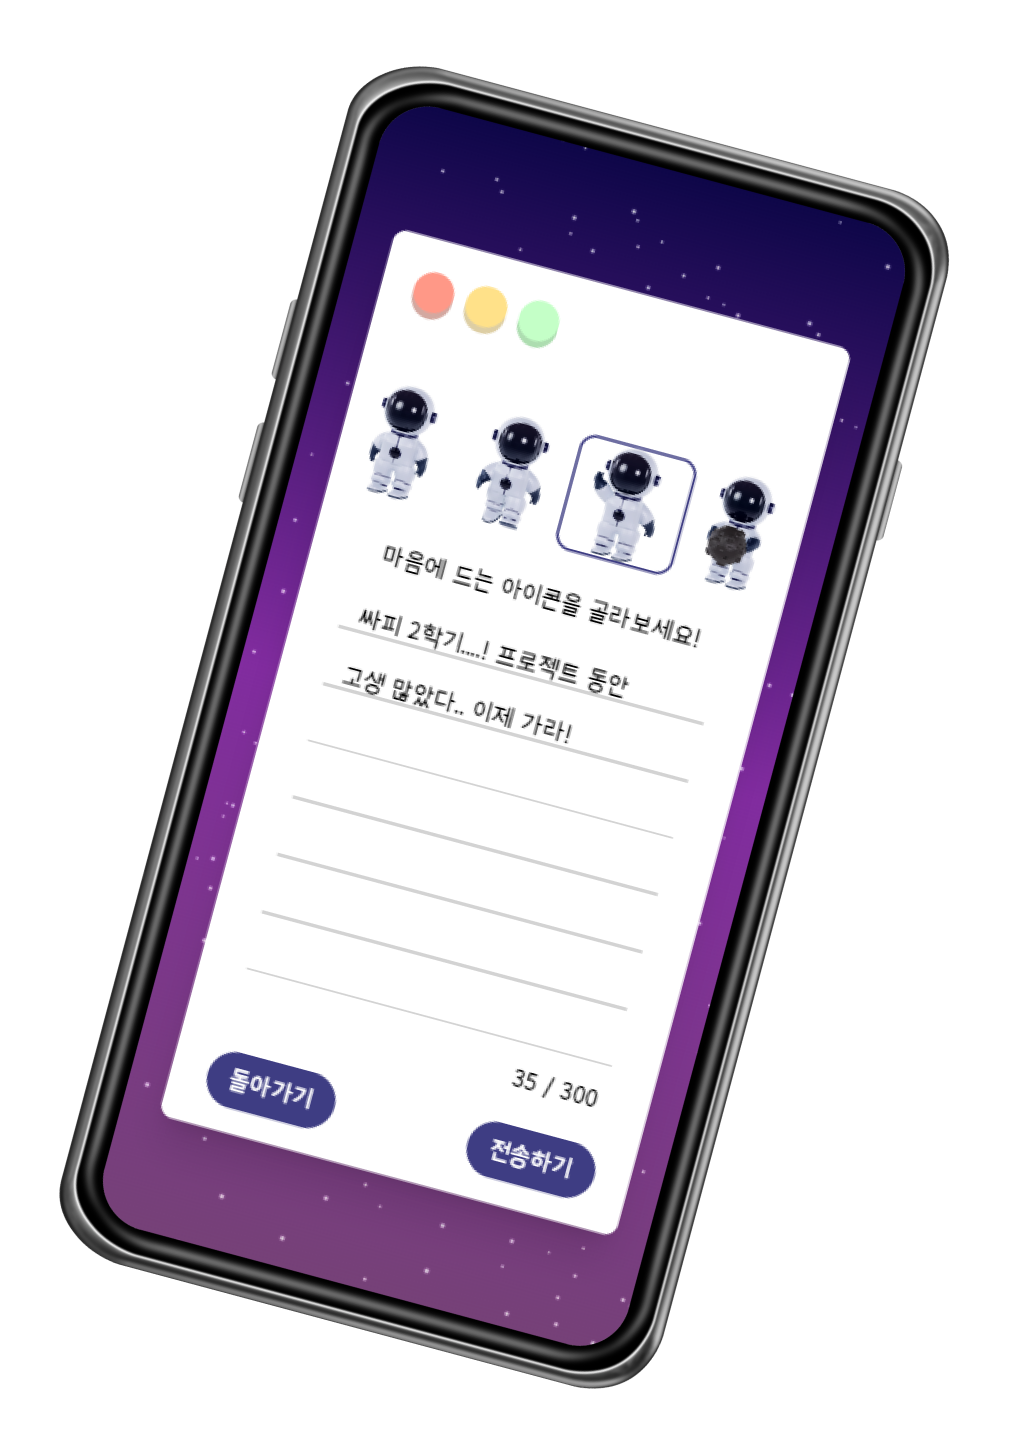 마음에 드는 아이콘을 골라보세요!
싸피 2학기....! 프로젝트 동안
고생 많았다.. 이제 가라!
35 / 300
돌아가기
전송하기